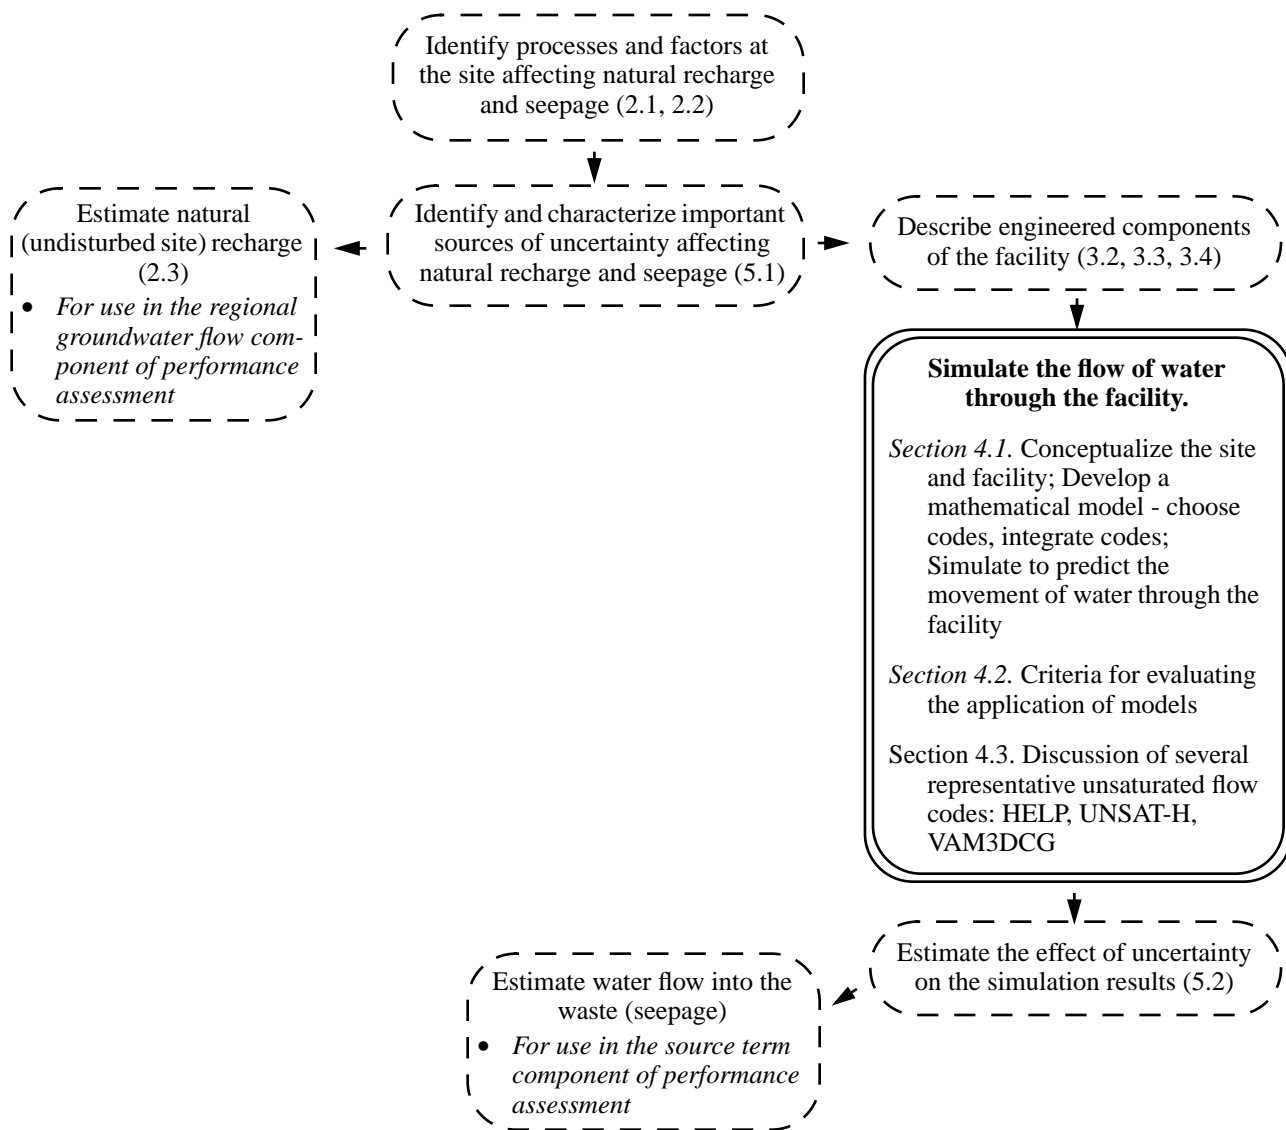 Identify processes and factors at
the site affecting natural recharge
and seepage (2.1, 2.2)
Identify and characterize important
sources of uncertainty affecting
natural recharge and seepage (5.1)
Estimate natural
(undisturbed site) recharge
(2.3)
• For use in the regional
groundwater flow com-
ponent of performance
assessment
Describe engineered components
of the facility (3.2, 3.3, 3.4)
Simulate the flow of water
through the facility.
Section 4.1. Conceptualize the site
and facility; Develop a
mathematical model - choose
codes, integrate codes;
Simulate to predict the
movement of water through the
facility
Section 4.2. Criteria for evaluating
the application of models
Section 4.3. Discussion of several
representative unsaturated flow
codes: HELP, UNSAT-H,
VAM3DCG
Estimate the effect of uncertainty
on the simulation results (5.2)
Estimate water flow into the
waste (seepage)
• For use in the source term
component of performance
assessment